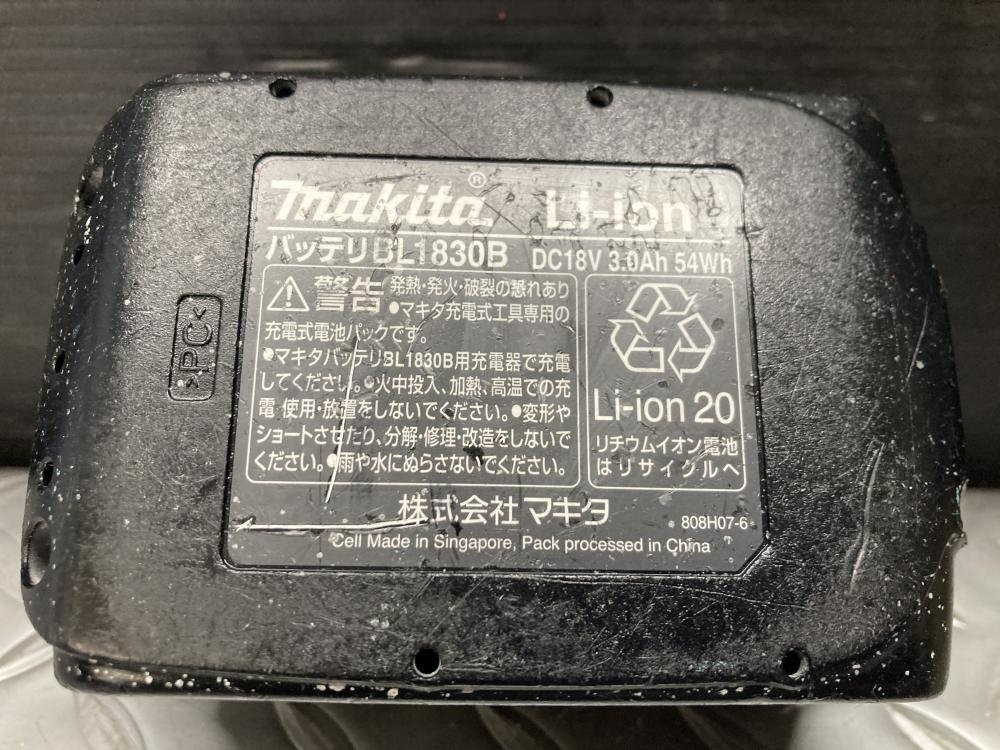 makita® Li-ion
バッテリ BL1830B DC18V 3.0Ah 54Wh
警告 発熱・発火・破裂の恐れあり
●マキタ充電式工具専用の
充電式電池パックです。
●マキタバッテリBL1830B用充電器で充電
してください。●火中投入、加熱、高温での充
電・使用・放置をしないでください。●変形や
ショートさせたり、分解・修理・改造をしないで
ください。●雨や水にぬらさないでください。
Li-ion 20
リチウムイオン電池
はリサイクルへ
株式会社 マキタ
808H07-6
Cell Made in Singapore, Pack processed in China
>PC<